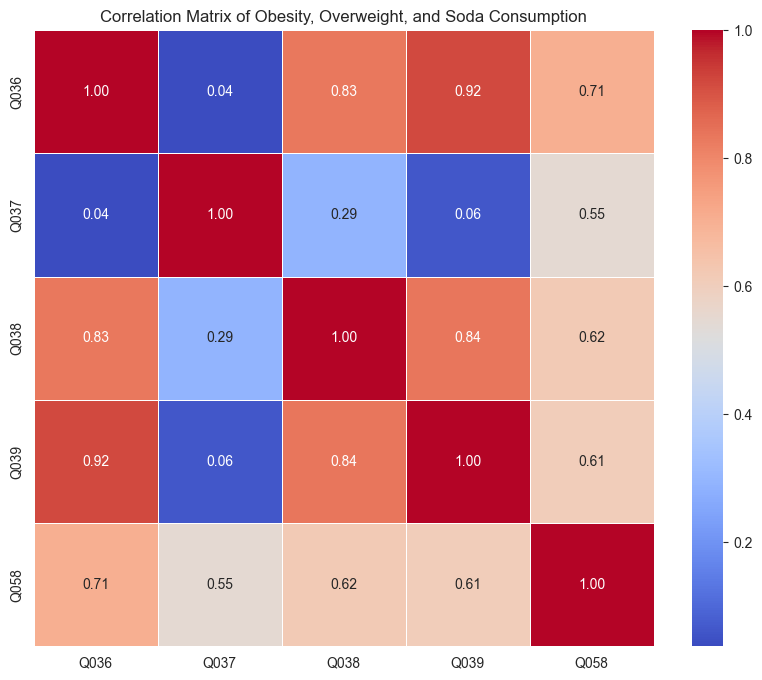 Correlation Matrix of Obesity, Overweight, and Soda Consumption
Q036 1.00 0.04 0.83 0.92 0.71
Q037 0.04 1.00 0.29 0.06 0.55
Q038 0.83 0.29 1.00 0.84 0.62
Q039 0.92 0.06 0.84 1.00 0.61
Q058 0.71 0.55 0.62 0.61 1.00
Q036 Q037 Q038 Q039 Q058
1.0
0.8
0.6
0.4
0.2